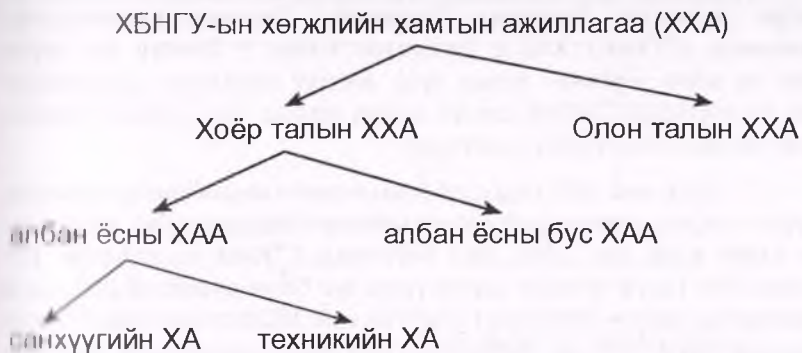 ХБНГУ-ын хөгжлийн хамтын ажиллагаа (ХХА)
Хоёр талын ХХА Олон талын ХХА
албан ёсны ХАА албан ёсны бус ХАА
санхүүгийн ХА техникийн ХА